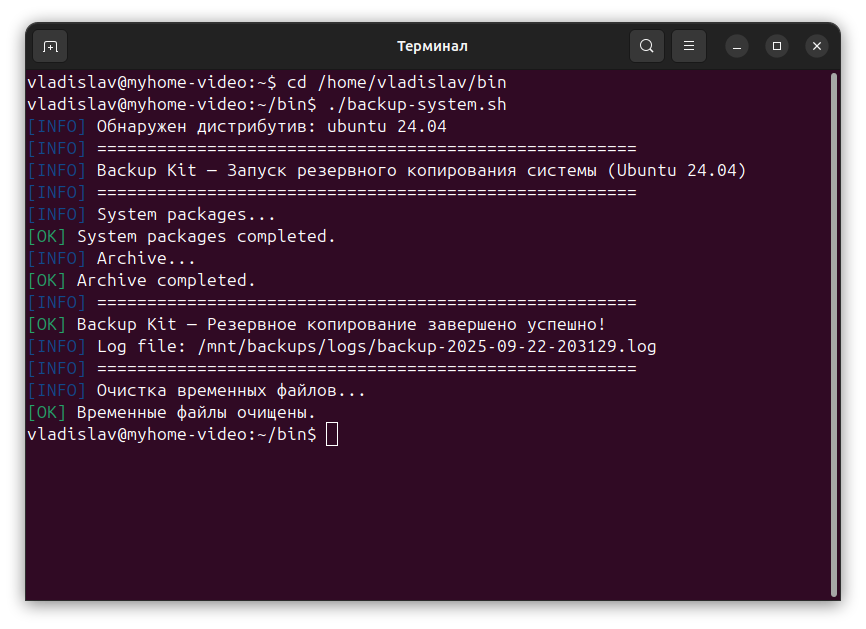 Терминал
vladislav@myhome-video:~$ cd /home/vladislav/bin
vladislav@myhome-video:~/bin$ ./backup-system.sh
[INFO] Обнаружен дистрибутив: ubuntu 24.04
[INFO] ======================================================
[INFO] Backup Kit — Запуск резервного копирования системы (Ubuntu 24.04)
[INFO] ======================================================
[INFO] System packages...
[OK] System packages completed.
[INFO] Archive...
[OK] Archive completed.
[INFO] ======================================================
[OK] Backup Kit — Резервное копирование завершено успешно!
[INFO] Log file: /mnt/backups/logs/backup-2025-09-22-203129.log
[INFO] ======================================================
[INFO] Очистка временных файлов...
[OK] Временные файлы очищены.
vladislav@myhome-video:~/bin$